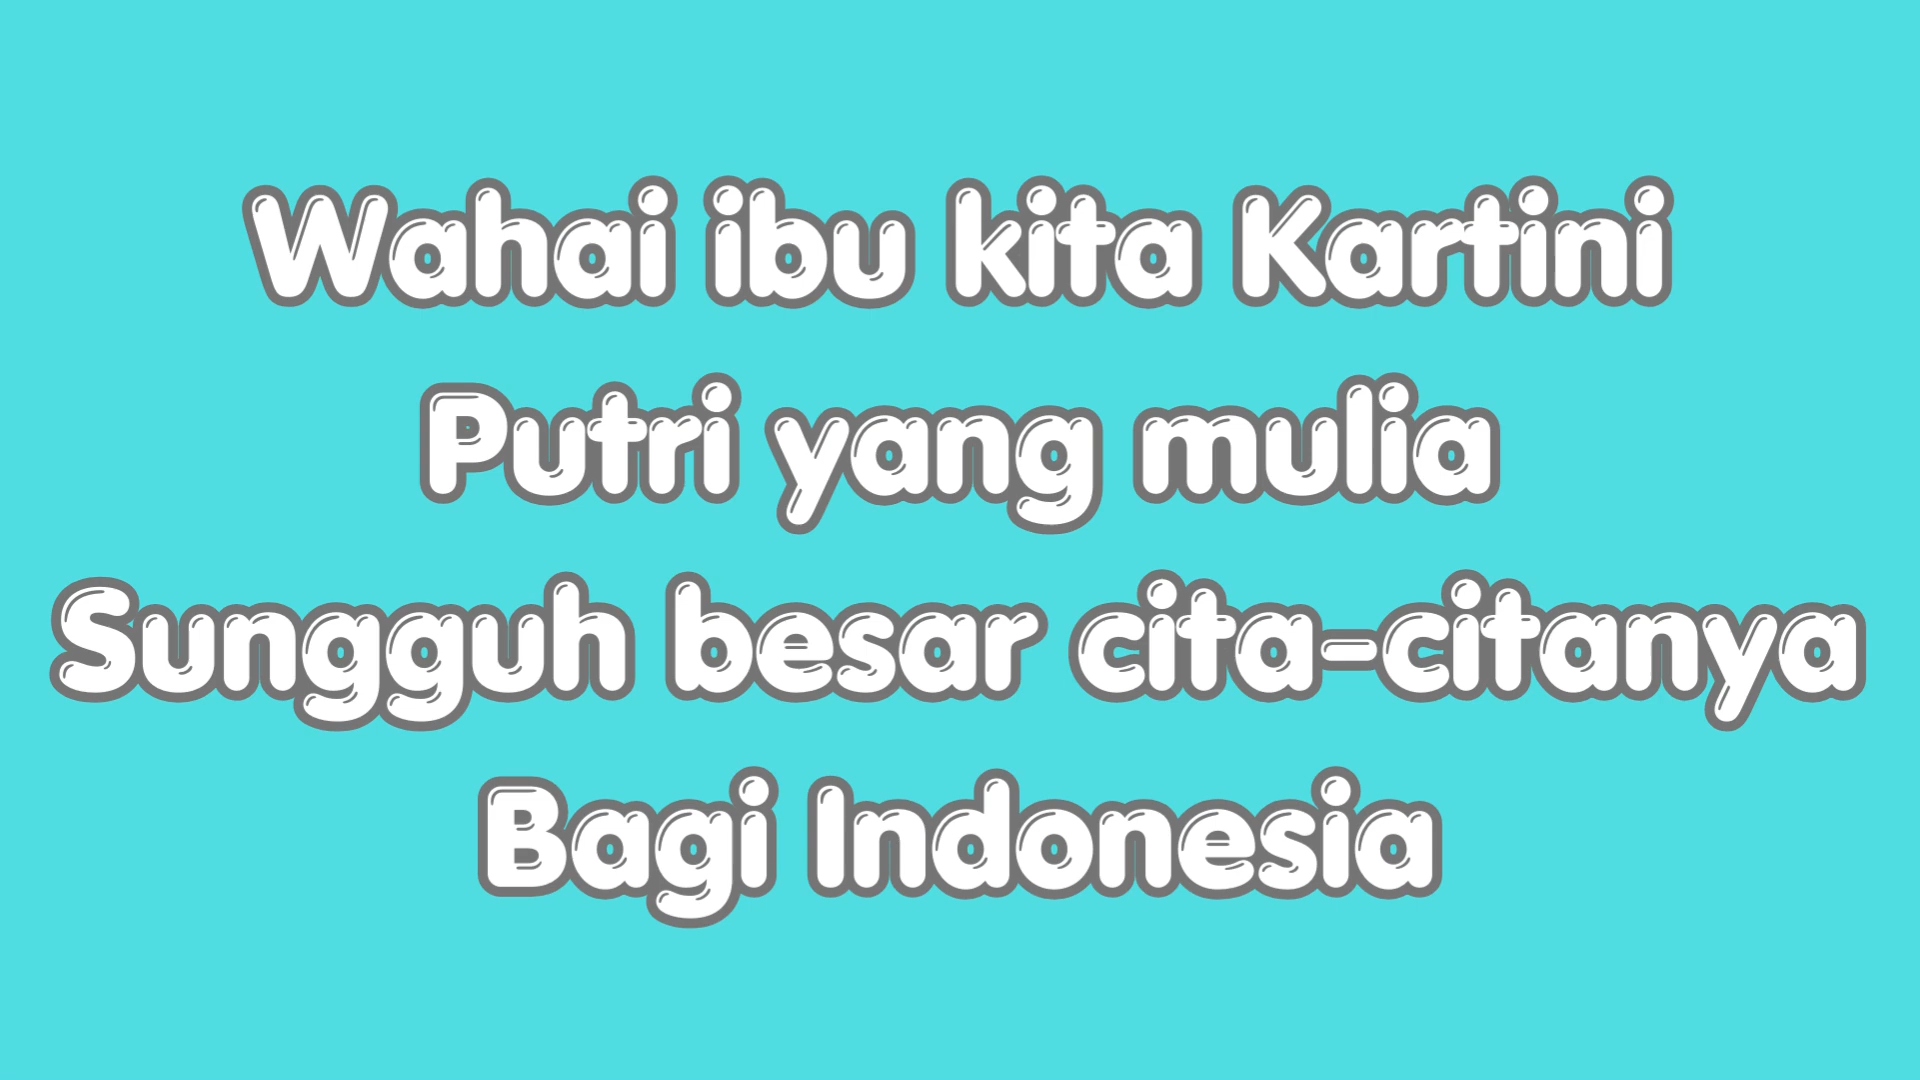 Wahai ibu kita Kartini
Putri yang mulia
Sungguh besar cita-citanya
Bagi Indonesia